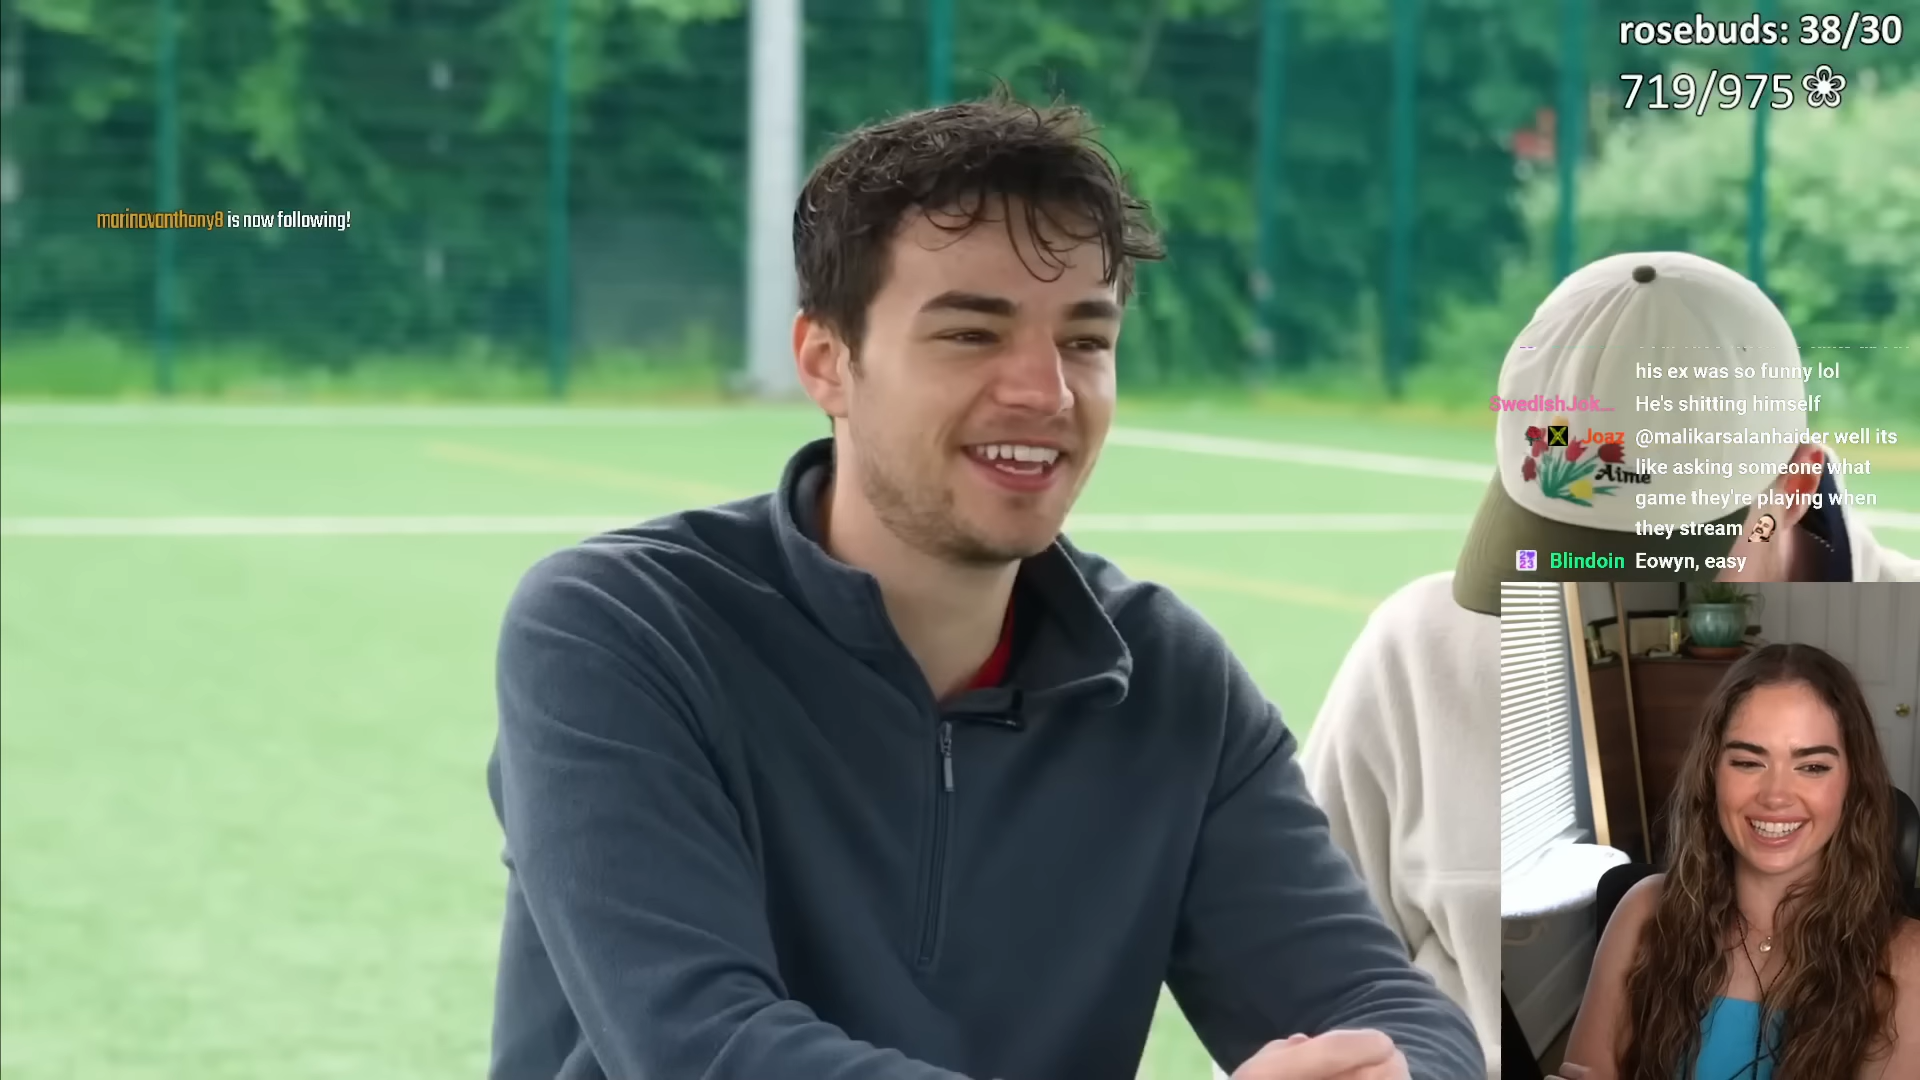 rosebuds: 38/30
719/975
marinovanthony8 is now following!
his ex was so funny lol
SwedishJok... He's shitting himself
Joaz @malikarsalanhaider well its
like asking someone what
game they're playing when
they stream
Blindoin Eowyn, easy
Aime